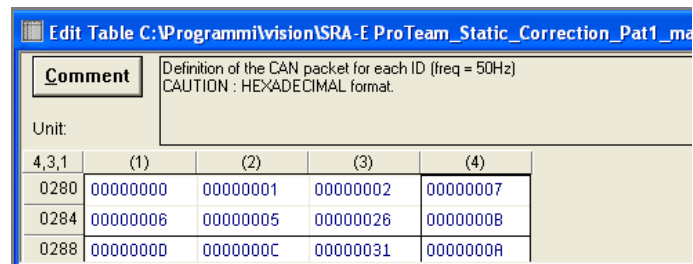 Edit Table C:\Programmi\vision\SRA-E ProTeam_Static_Correction_Pat1_ma
Comment
Definition of the CAN packet for each ID (freq = 50Hz)
CAUTION : HEXADECIMAL format.
Unit:
4,3,1 (1) (2) (3) (4)
0280 00000000 00000001 00000002 00000007
0284 00000006 00000005 00000026 0000000B
0288 0000000D 0000000C 00000031 0000000A